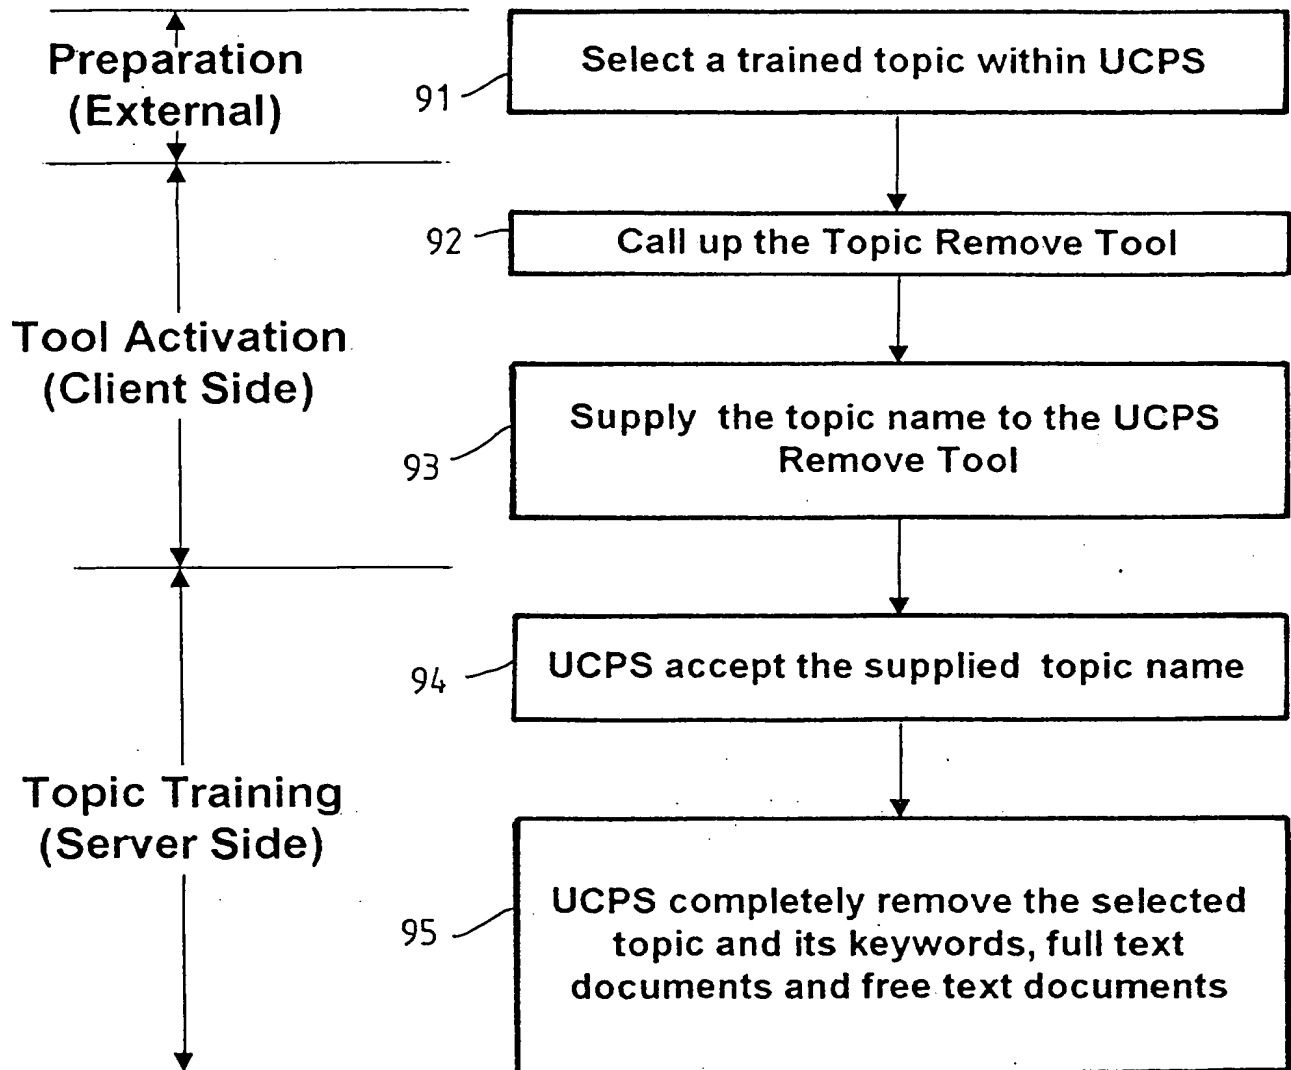 Preparation
(External)
91
Select a trained topic within UCPS
92
Call up the Topic Remove Tool
Tool Activation
(Client Side)
93
Supply the topic name to the UCPS
Remove Tool
94
UCPS accept the supplied topic name
Topic Training
(Server Side)
95
UCPS completely remove the selected
topic and its keywords, full text
documents and free text documents